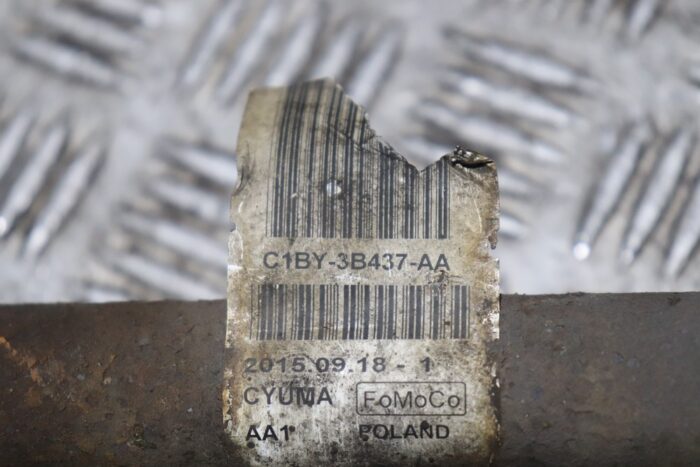 C1BY-3B437-AA
2015.09.18 - 1
CYUMA FoMoCo
AA1 POLAND